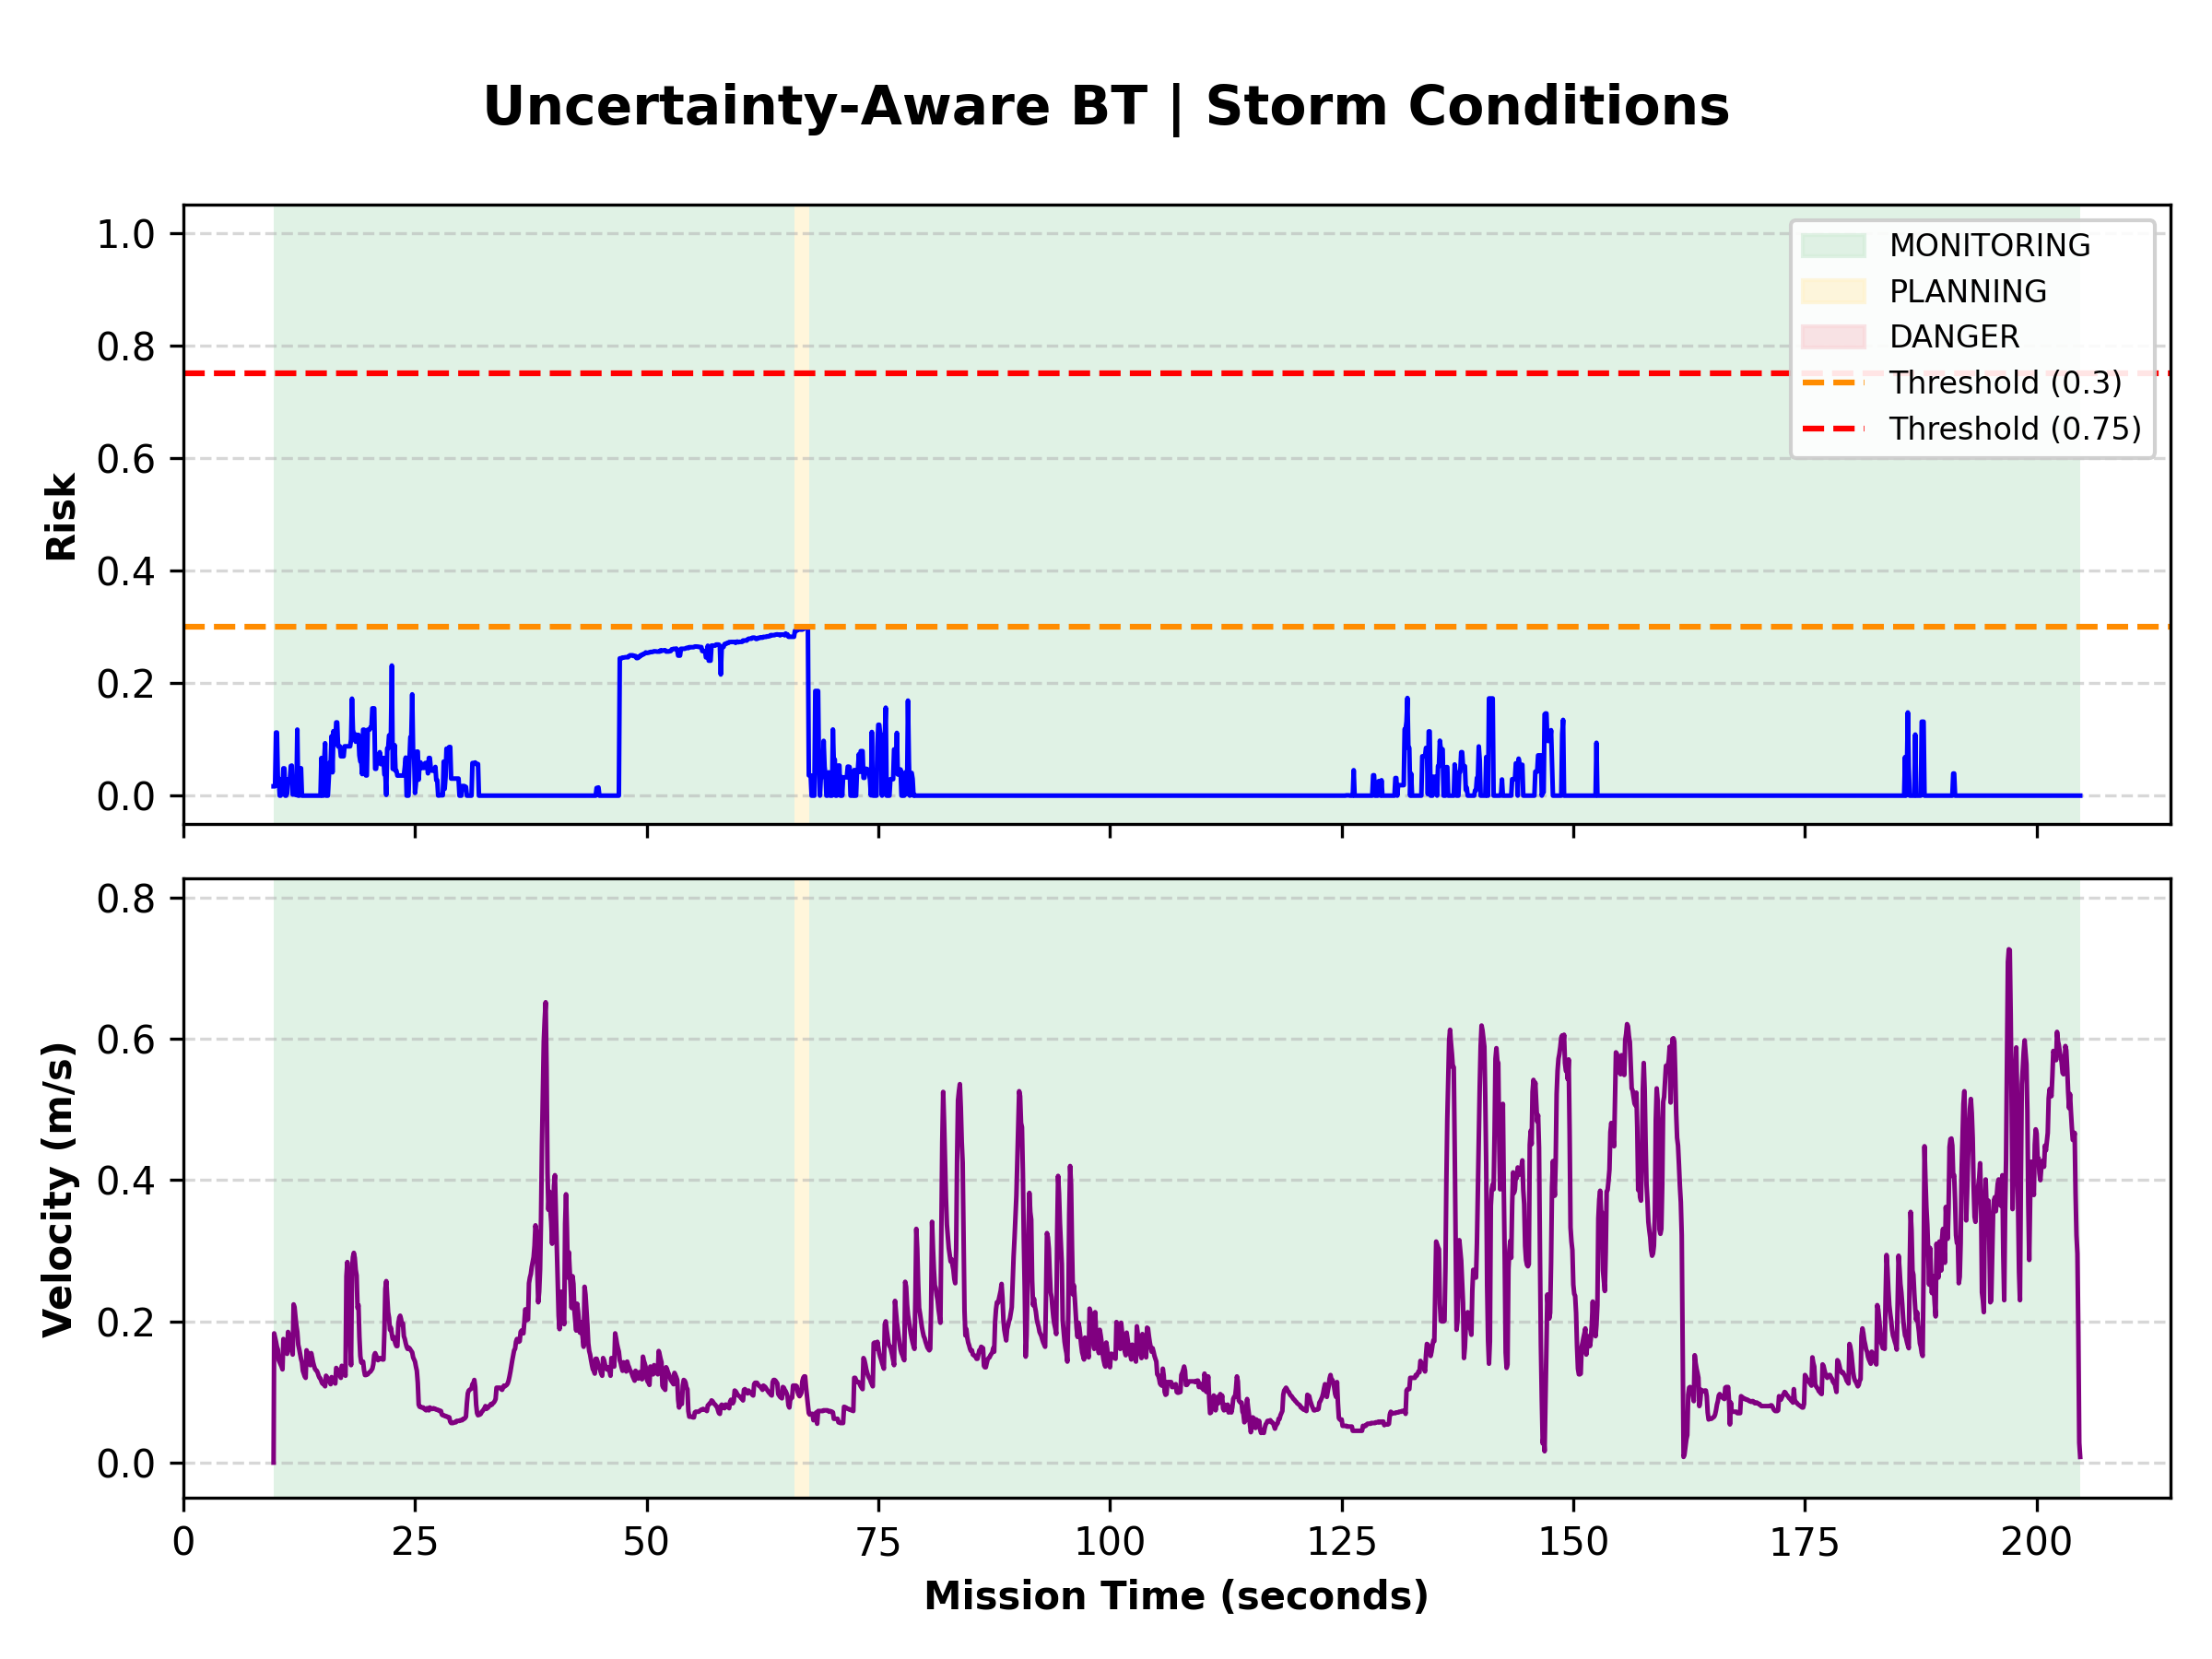 Uncertainty-Aware BT | Storm Conditions
1.0
0.8
0.6
0.4
0.2
0.0
Risk
MONITORING
PLANNING
DANGER
Threshold (0.3)
Threshold (0.75)
0.8
0.6
0.4
0.2
0.0
Velocity (m/s)
0 25 50 75 100 125 150 175 200
Mission Time (seconds)